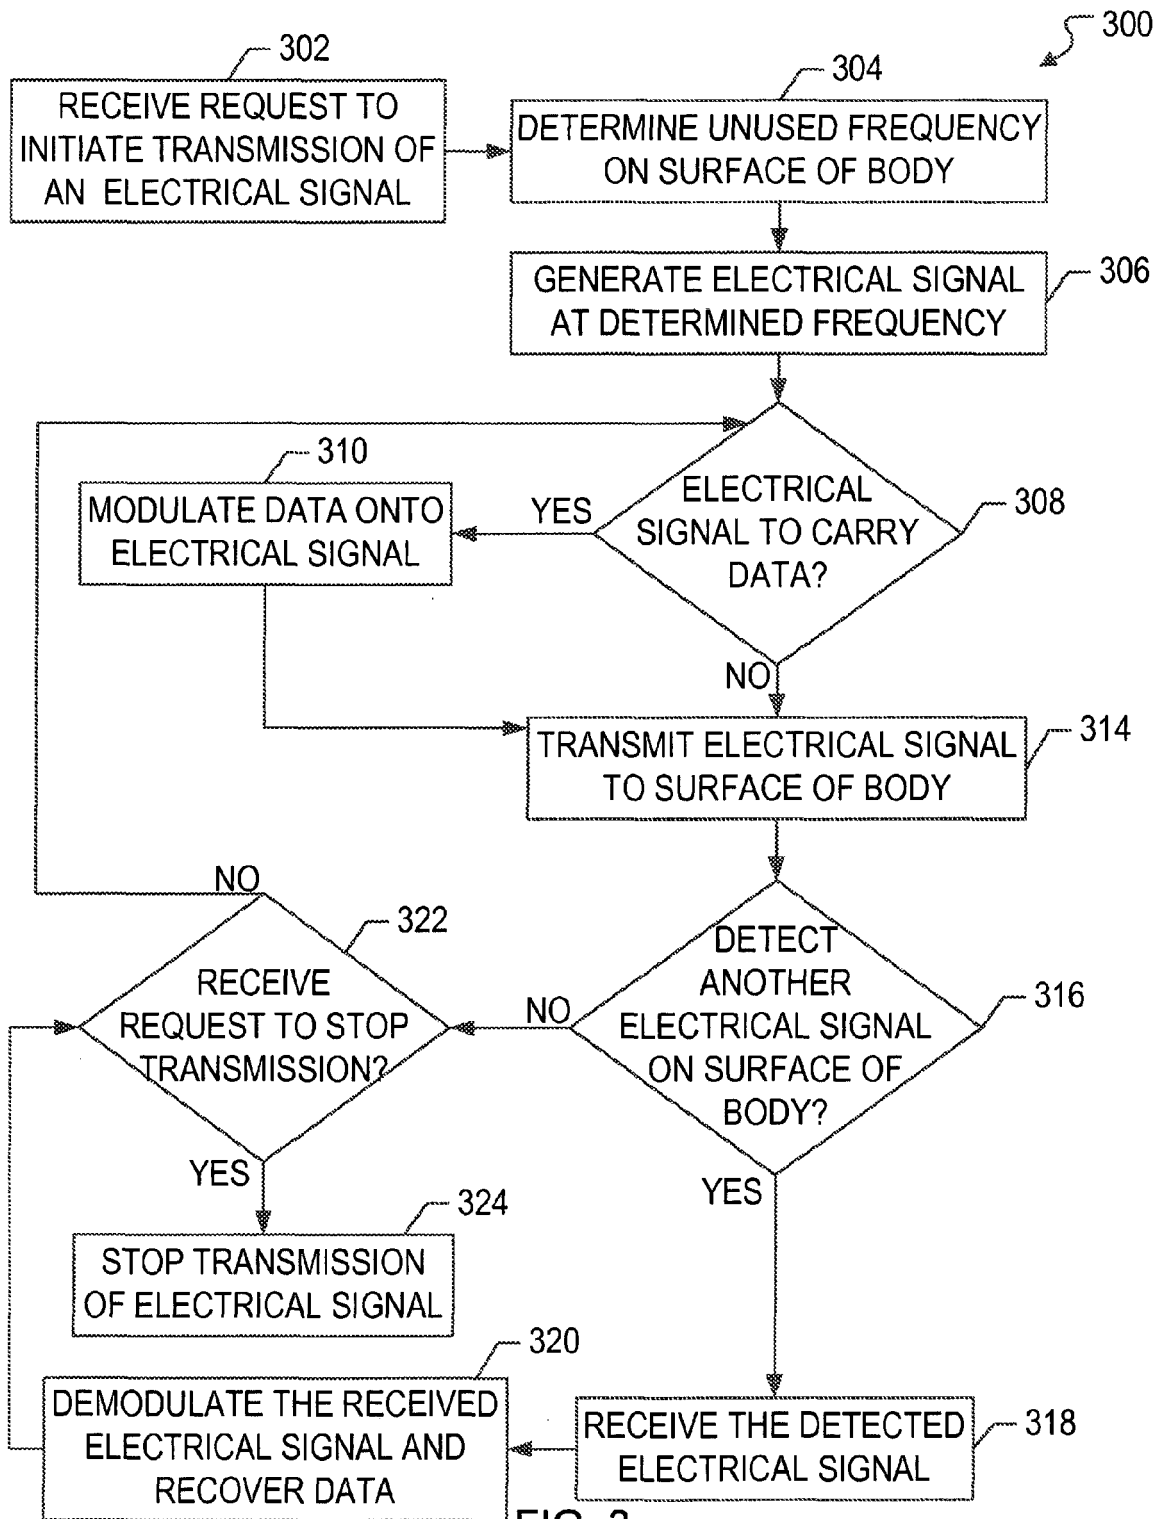 300
302
RECEIVE REQUEST TO
INITIATE TRANSMISSION OF
AN ELECTRICAL SIGNAL
304
DETERMINE UNUSED FREQUENCY
ON SURFACE OF BODY
306
GENERATE ELECTRICAL SIGNAL
AT DETERMINED FREQUENCY
308
ELECTRICAL
SIGNAL TO CARRY
DATA?
YES
310
MODULATE DATA ONTO
ELECTRICAL SIGNAL
NO
314
TRANSMIT ELECTRICAL SIGNAL
TO SURFACE OF BODY
316
DETECT
ANOTHER
ELECTRICAL SIGNAL
ON SURFACE OF
BODY?
NO
322
RECEIVE
REQUEST TO STOP
TRANSMISSION?
NO
YES
324
STOP TRANSMISSION
OF ELECTRICAL SIGNAL
YES
318
RECEIVE THE DETECTED
ELECTRICAL SIGNAL
320
DEMODULATE THE RECEIVED
ELECTRICAL SIGNAL AND
RECOVER DATA
FIG.